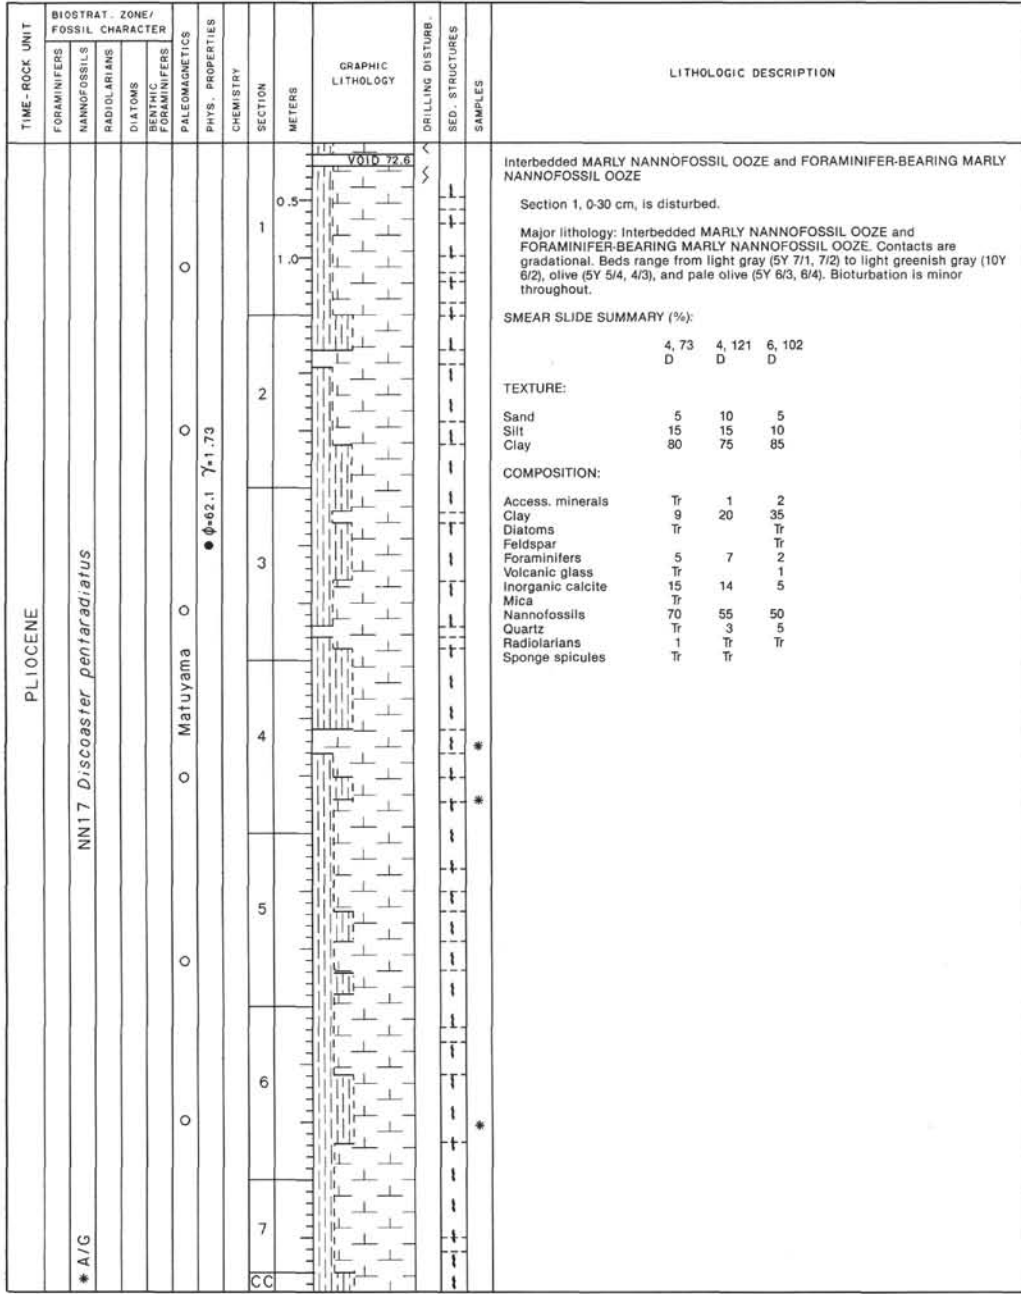 TIME-ROCK UNIT
BIOSTRAT. ZONE/
FOSSIL CHARACTER
FORAMINIFERS
NANNOFOSSILS
RADIOLARIANS
DIATOMS
BENTHIC
FORAMINIFERS
PALEOMAGNETICS
PHYS. PROPERTIES
CHEMISTRY
SECTION
METERS
GRAPHIC
LITHOLOGY
DRILLING DISTURB.
SED. STRUCTURES
SAMPLES
LITHOLOGIC DESCRIPTION
PLIOCENE
NN17 Discoaster pentaradiatus
* A/G
Matuyama
● Φ=62.1 γ=1.73
1
2
3
4
5
6
7
CC
0.5
1.0
VOID 72.6
Interbedded MARLY NANNOFOSSIL OOZE and FORAMINIFER-BEARING MARLY
NANNOFOSSIL OOZE
Section 1, 0-30 cm, is disturbed.
Major lithology: Interbedded MARLY NANNOFOSSIL OOZE and
FORAMINIFER-BEARING MARLY NANNOFOSSIL OOZE. Contacts are
gradational. Beds range from light gray (5Y 7/1, 7/2) to light greenish gray (10Y
6/2), olive (5Y 5/4, 4/3), and pale olive (5Y 6/3, 6/4). Bioturbation is minor
throughout.
SMEAR SLIDE SUMMARY (%):
4, 73 4, 121 6, 102
D D D
TEXTURE:
Sand 5 10 5
Silt 15 15 10
Clay 80 75 85
COMPOSITION:
Access. minerals Tr 1 2
Clay 9 20 35
Diatoms Tr Tr
Feldspar Tr
Foraminifers 5 7 2
Volcanic glass Tr 1
Inorganic calcite 15 14 5
Mica Tr
Nannofossils 70 55 50
Quartz Tr 3 5
Radiolarians 1 Tr Tr
Sponge spicules Tr Tr